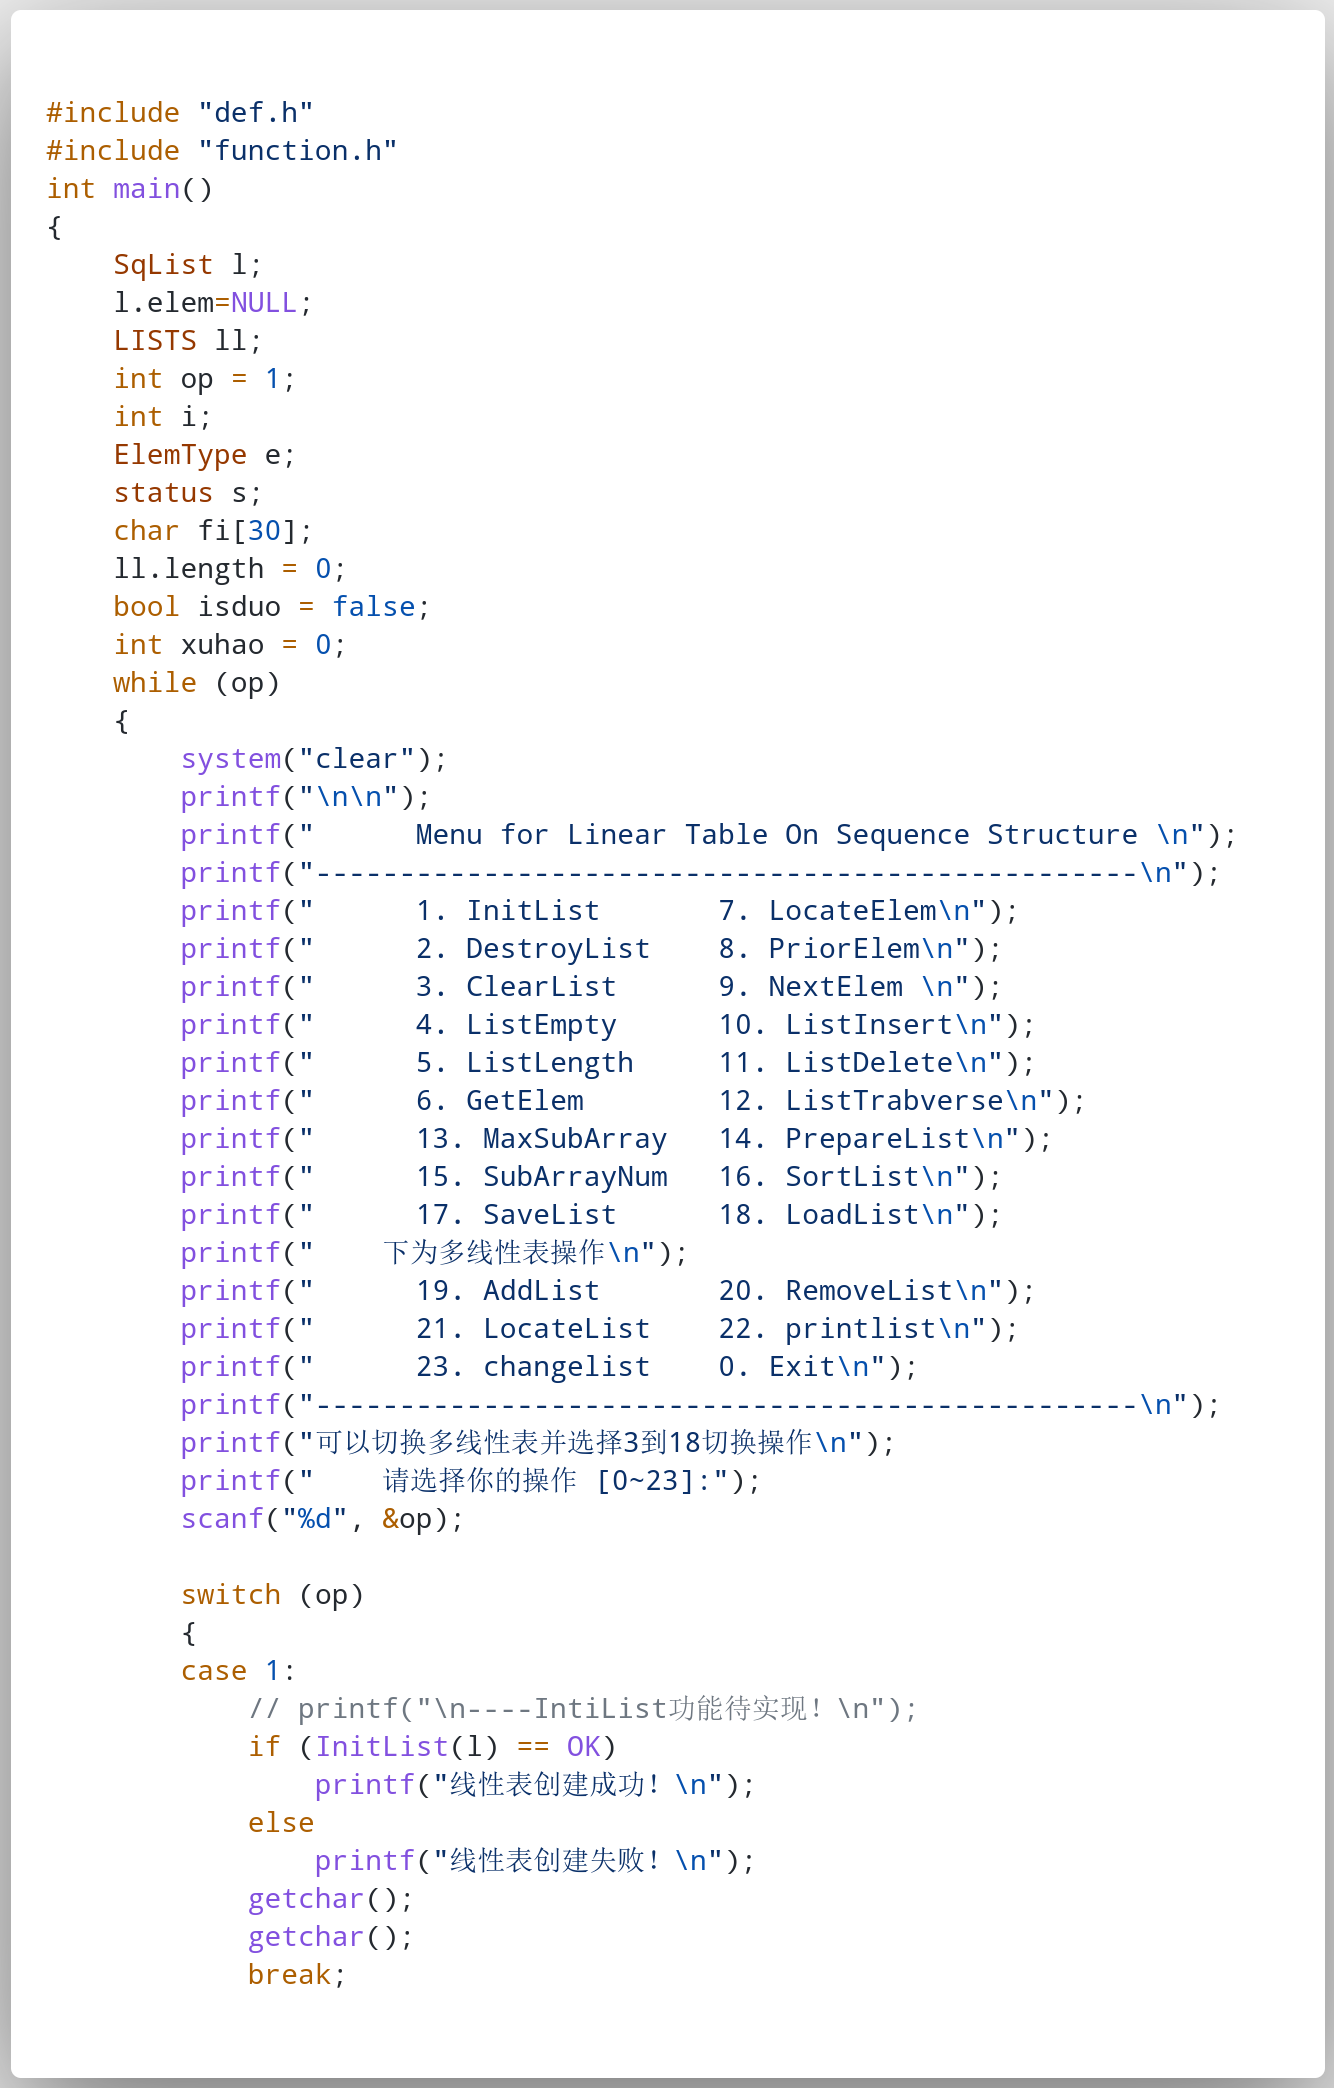 #include "def.h"
#include "function.h"
int main()
{
    SqList l;
    l.elem=NULL;
    LISTS ll;
    int op = 1;
    int i;
    ElemType e;
    status s;
    char fi[30];
    ll.length = 0;
    bool isduo = false;
    int xuhao = 0;
    while (op)
    {
        system("clear");
        printf("\n\n");
        printf("      Menu for Linear Table On Sequence Structure \n");
        printf("-------------------------------------------------\n");
        printf("      1. InitList       7. LocateElem\n");
        printf("      2. DestroyList    8. PriorElem\n");
        printf("      3. ClearList      9. NextElem \n");
        printf("      4. ListEmpty      10. ListInsert\n");
        printf("      5. ListLength     11. ListDelete\n");
        printf("      6. GetElem        12. ListTrabverse\n");
        printf("      13. MaxSubArray   14. PrepareList\n");
        printf("      15. SubArrayNum   16. SortList\n");
        printf("      17. SaveList      18. LoadList\n");
        printf("    下为多线性表操作\n");
        printf("      19. AddList       20. RemoveList\n");
        printf("      21. LocateList    22. printlist\n");
        printf("      23. changelist    0. Exit\n");
        printf("-------------------------------------------------\n");
        printf("可以切换多线性表并选择3到18切换操作\n");
        printf("    请选择你的操作 [0~23]:");
        scanf("%d", &op);

        switch (op)
        {
        case 1:
            // printf("\n----IntiList功能待实现！\n");
            if (InitList(l) == OK)
                printf("线性表创建成功！\n");
            else
                printf("线性表创建失败！\n");
            getchar();
            getchar();
            break;